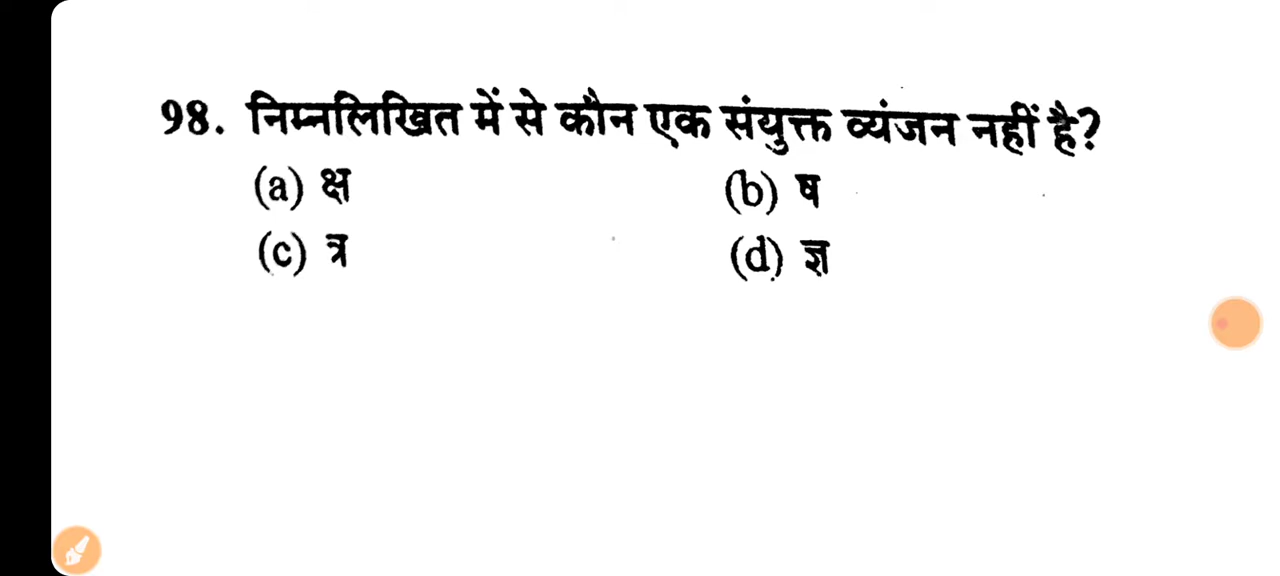 98. निम्नलिखित में से कौन एक संयुक्त व्यंजन नहीं है?
(a) क्ष (b) ष
(c) त्र (d) ज्ञ